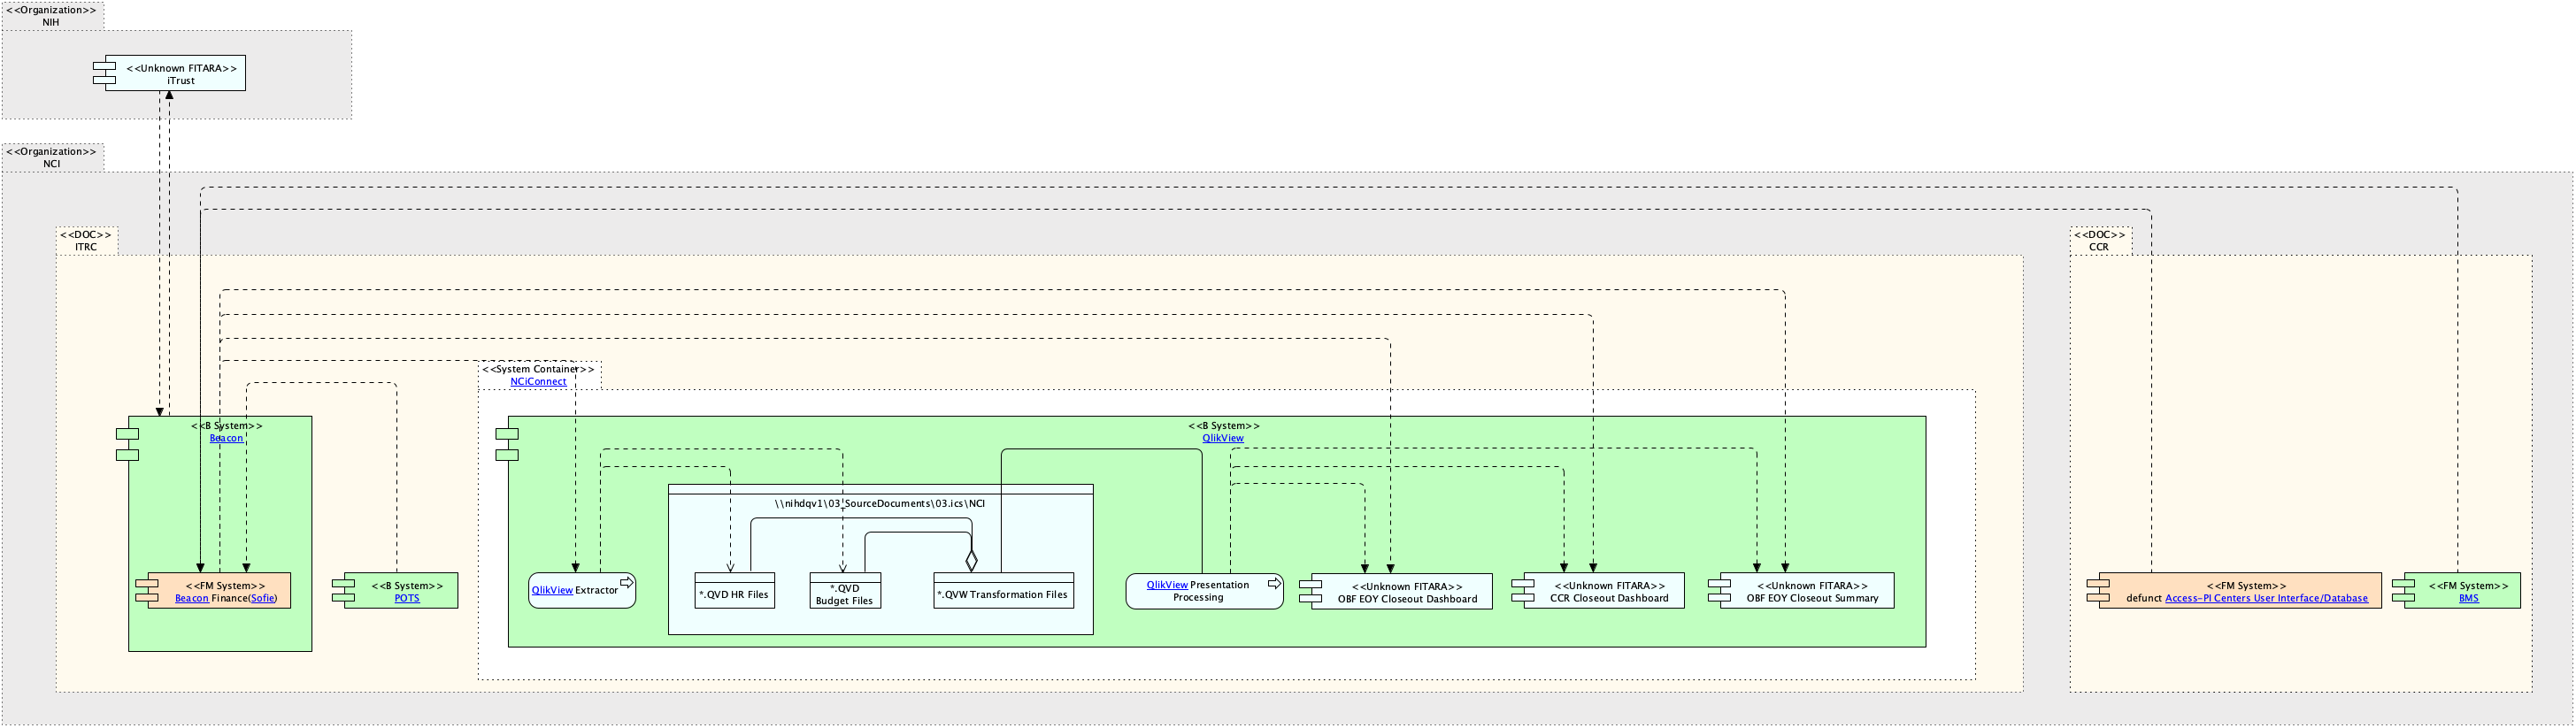 <<Organization>>
NIH
<<Unknown FITARA>>
iTrust
<<Organization>>
NCI
<<DOC>>
ITRC
<<DOC>>
CCR
<<System Container>>
NCiConnect
<<B System>>
Beacon
<<B System>>
QlikView
\\nihdqv1\03_SourceDocuments\03.ics\NCI
<<FM System>>
Beacon Finance(Sofie)
<<B System>>
POTS
QlikView Extractor
*.QVD HR Files
*.QVD
Budget Files
*.QVW Transformation Files
QlikView Presentation
Processing
<<Unknown FITARA>>
OBF EOY Closeout Dashboard
<<Unknown FITARA>>
CCR Closeout Dashboard
<<Unknown FITARA>>
OBF EOY Closeout Summary
<<FM System>>
defunct Access-PI Centers User Interface/Database
<<FM System>>
BMS